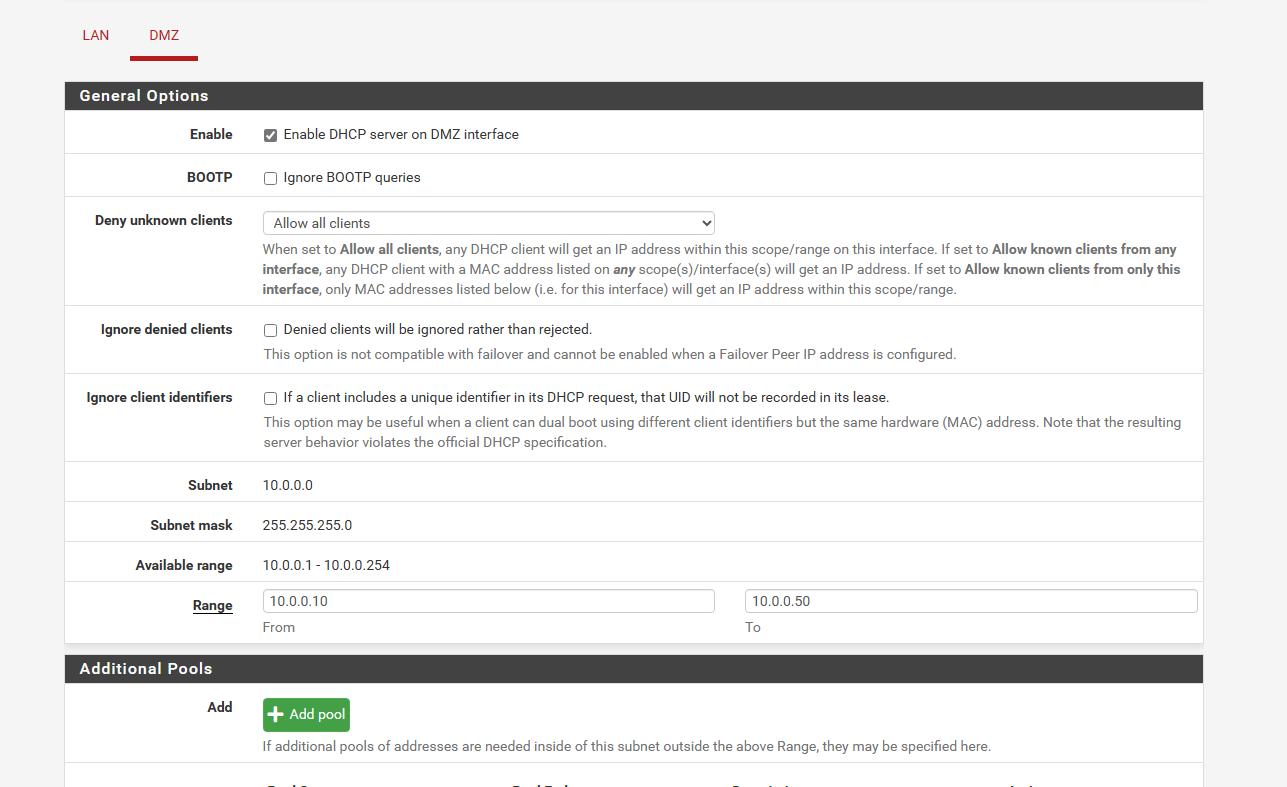 LAN DMZ
General Options
Enable Enable DHCP server on DMZ interface
BOOTP Ignore BOOTP queries
Deny unknown clients Allow all clients
When set to Allow all clients, any DHCP client will get an IP address within this scope/range on this interface. If set to Allow known clients from any
interface, any DHCP client with a MAC address listed on any scope(s)/interface(s) will get an IP address. If set to Allow known clients from only this
interface, only MAC addresses listed below (i.e. for this interface) will get an IP address within this scope/range.
Ignore denied clients Denied clients will be ignored rather than rejected.
This option is not compatible with failover and cannot be enabled when a Failover Peer IP address is configured.
Ignore client identifiers If a client includes a unique identifier in its DHCP request, that UID will not be recorded in its lease.
This option may be useful when a client can dual boot using different client identifiers but the same hardware (MAC) address. Note that the resulting
server behavior violates the official DHCP specification.
Subnet 10.0.0.0
Subnet mask 255.255.255.0
Available range 10.0.0.1 - 10.0.0.254
Range 10.0.0.10 10.0.0.50
From To
Additional Pools
Add Add pool
If additional pools of addresses are needed inside of this subnet outside the above Range, they may be specified here.